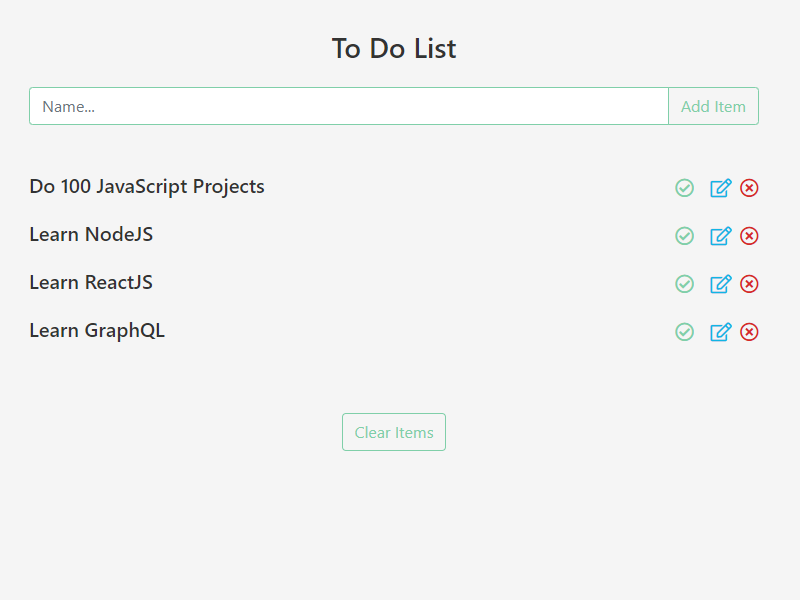 To Do List
Name...
Add Item
Do 100 JavaScript Projects
Learn NodeJS
Learn ReactJS
Learn GraphQL
Clear Items